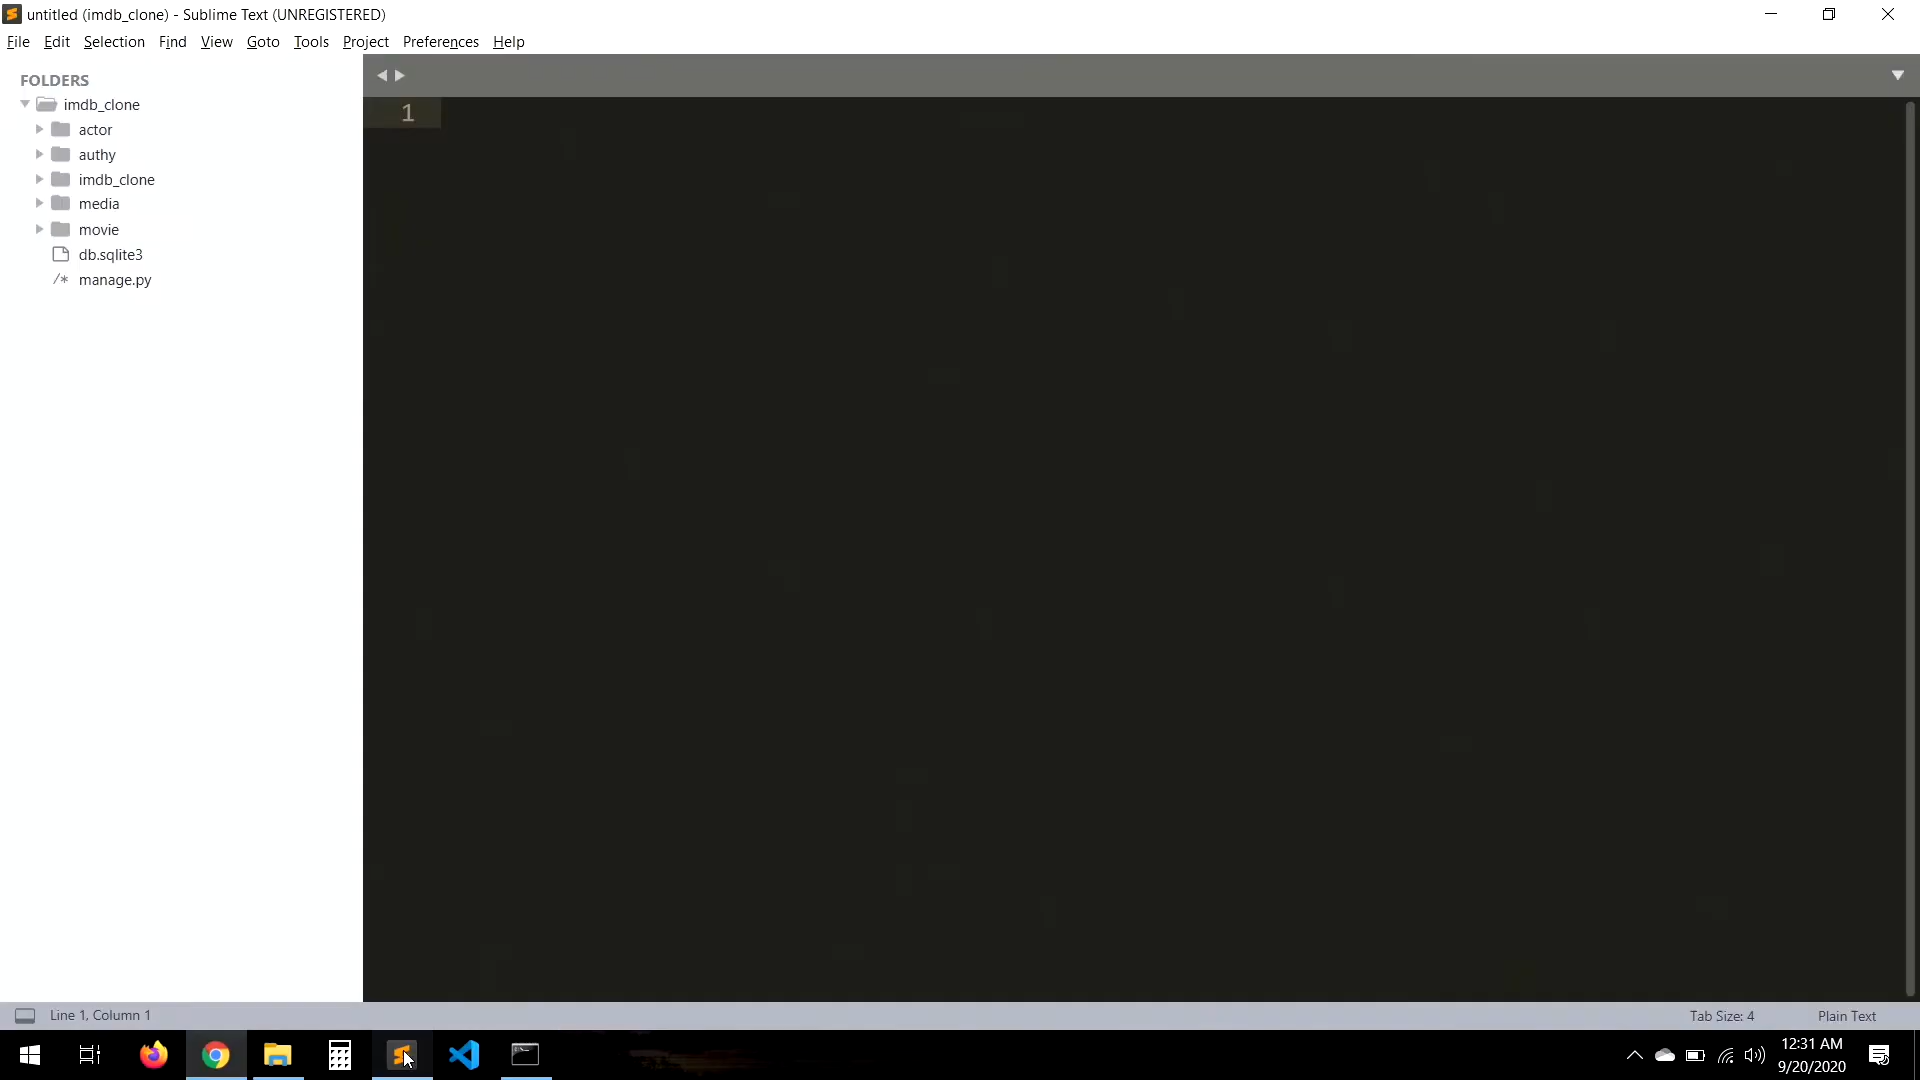 untitled (imdb_clone) - Sublime Text (UNREGISTERED)
File Edit Selection Find View Goto Tools Project Preferences Help
FOLDERS
imdb_clone
actor
authy
imdb_clone
media
movie
db.sqlite3
/* manage.py
1
Line 1, Column 1
Tab Size: 4
Plain Text
12:31 AM
9/20/2020